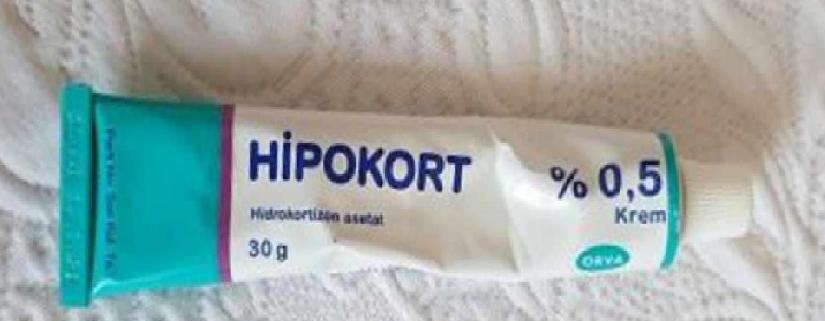 HİPOKORT
% 0,5
Hidrokortizon asetat
Krem
30 g
ORVA